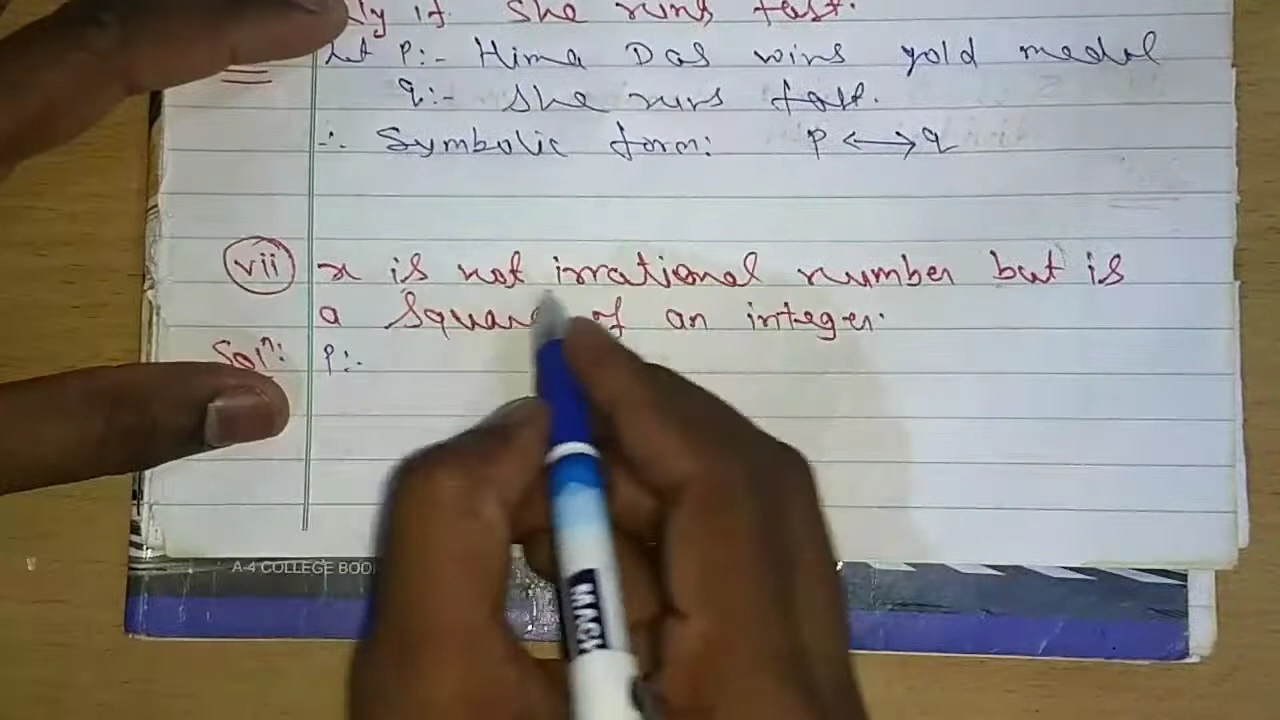 if she runs fast.
Let p:- Hima Das wins gold medal
q:- She runs fast.
∴ Symbolic form: p ⟷ q
vii x is not irrational number but is
a square of an integer.
Solⁿ: p:-
A-4 COLLEGE BOO